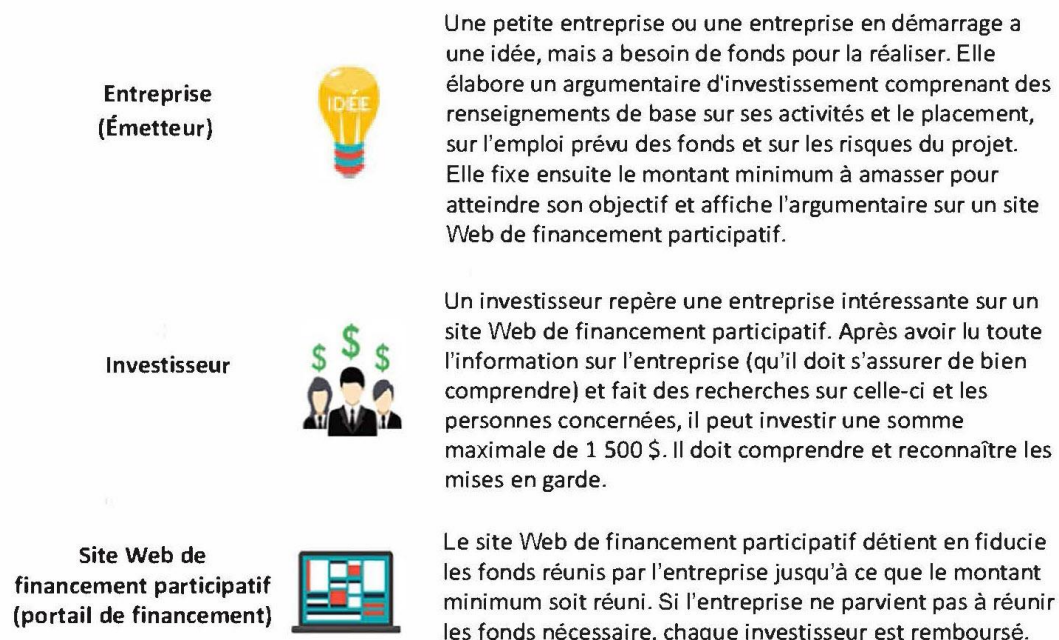 Une petite entreprise ou une entreprise en démarrage a
une idée, mais a besoin de fonds pour la réaliser. Elle
élabore un argumentaire d'investissement comprenant des
renseignements de base sur ses activités et le placement,
sur l'emploi prévu des fonds et sur les risques du projet.
Elle fixe ensuite le montant minimum à amasser pour
atteindre son objectif et affiche l'argumentaire sur un site
Web de financement participatif.
Entreprise
(Émetteur)
IDÉE
Un investisseur repère une entreprise intéressante sur un
site Web de financement participatif. Après avoir lu toute
l'information sur l'entreprise (qu'il doit s'assurer de bien
comprendre) et fait des recherches sur celle-ci et les
personnes concernées, il peut investir une somme
maximale de 1 500 $. Il doit comprendre et reconnaître les
mises en garde.
Investisseur
$ $ $
Site Web de
financement participatif
(portail de financement)
Le site Web de financement participatif détient en fiducie
les fonds réunis par l'entreprise jusqu'à ce que le montant
minimum soit réuni. Si l'entreprise ne parvient pas à réunir
les fonds nécessaire, chaque investisseur est remboursé.